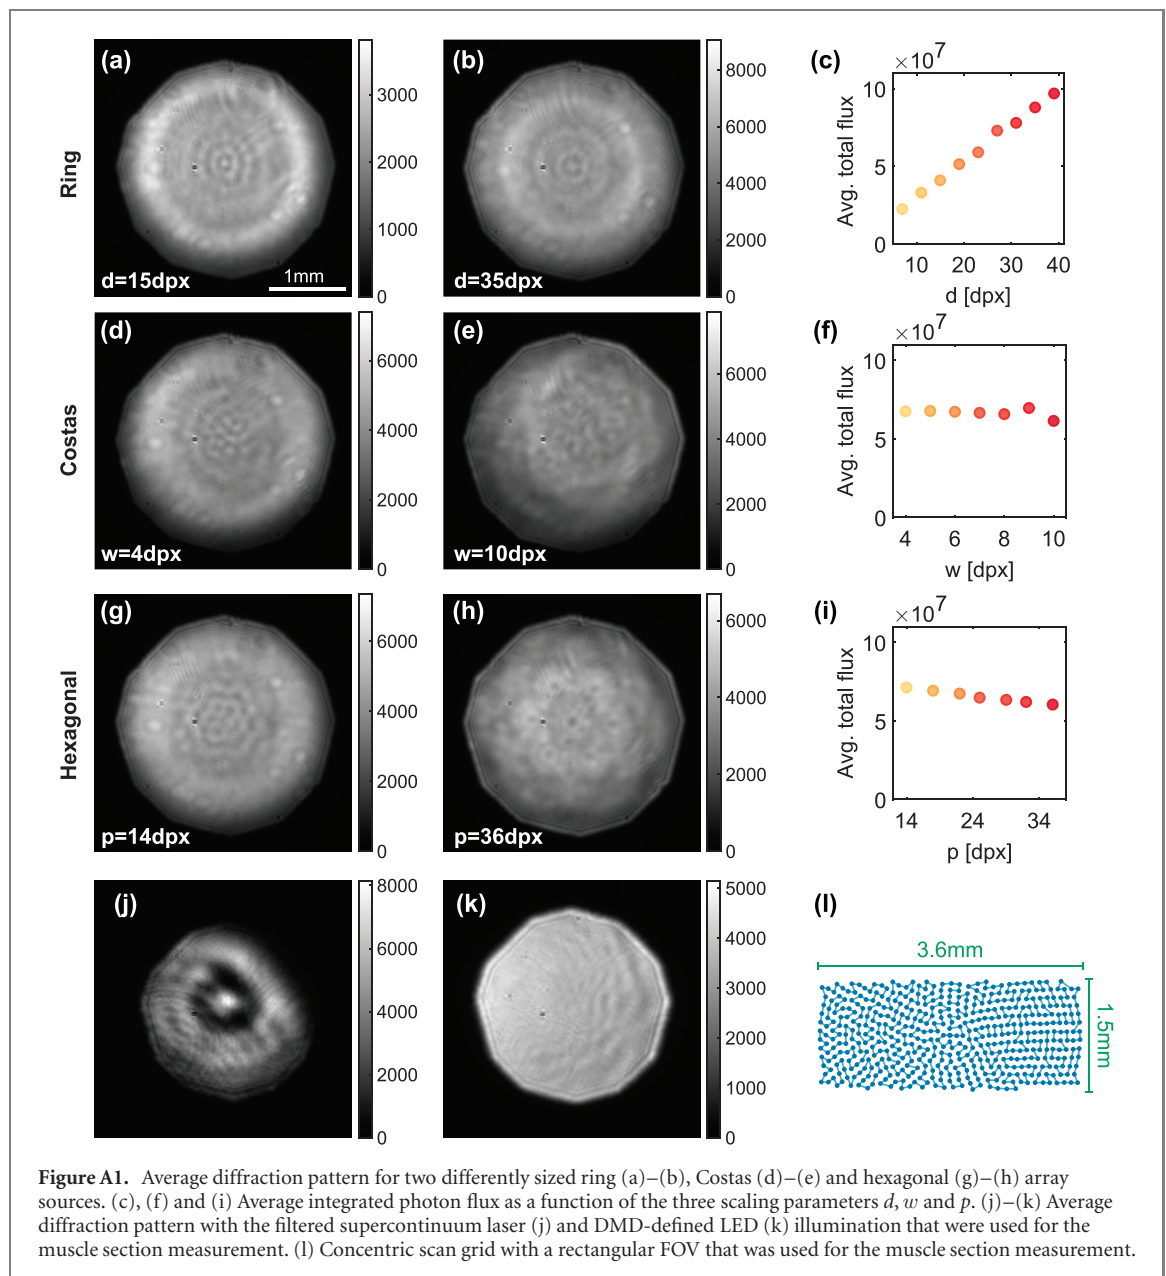 (a)
3000
2000
1000
0
Ring
d=15dpx
1mm
(b)
8000
6000
4000
2000
0
d=35dpx
(c)
×10⁷
10
5
0
Avg. total flux
10 20 30 40
d [dpx]
(d)
6000
4000
2000
0
Costas
w=4dpx
(e)
6000
4000
2000
0
w=10dpx
(f)
×10⁷
10
5
0
Avg. total flux
4 6 8 10
w [dpx]
(g)
6000
4000
2000
0
Hexagonal
p=14dpx
(h)
6000
4000
2000
0
p=36dpx
(i)
×10⁷
10
5
0
Avg. total flux
14 24 34
p [dpx]
(j)
8000
6000
4000
2000
0
(k)
5000
4000
3000
2000
1000
0
(l)
3.6mm
1.5mm
Figure A1. Average diffraction pattern for two differently sized ring (a)–(b), Costas (d)–(e) and hexagonal (g)–(h) array
sources. (c), (f) and (i) Average integrated photon flux as a function of the three scaling parameters d, w and p. (j)–(k) Average
diffraction pattern with the filtered supercontinuum laser (j) and DMD-defined LED (k) illumination that were used for the
muscle section measurement. (l) Concentric scan grid with a rectangular FOV that was used for the muscle section measurement.